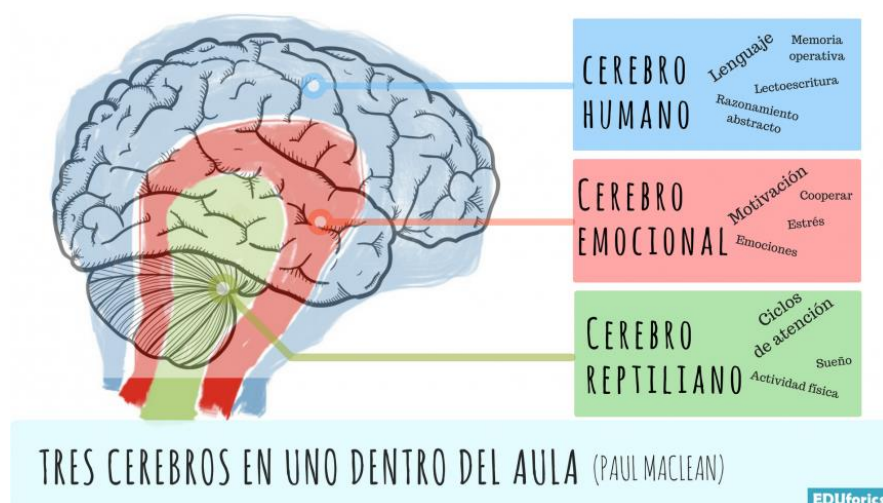 CEREBRO
HUMANO
Lenguaje
Memoria
operativa
Lectoescritura
Razonamiento
abstracto
CEREBRO
EMOCIONAL
Motivación
Cooperar
Estrés
Emociones
CEREBRO
REPTILIANO
Ciclos
de atención
Sueño
Actividad física
TRES CEREBROS EN UNO DENTRO DEL AULA (PAUL MACLEAN)
EDUforics